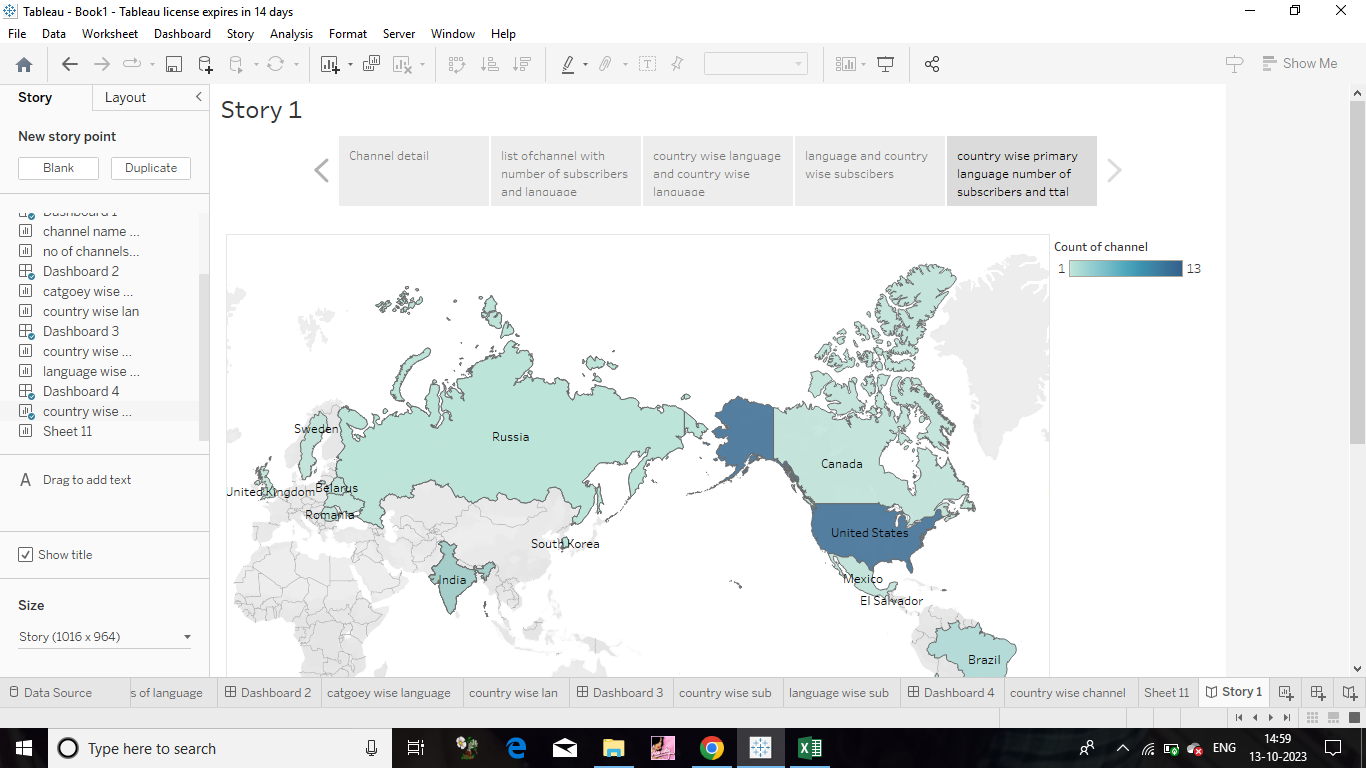 Tableau - Book1 - Tableau license expires in 14 days
File Data Worksheet Dashboard Story Analysis Format Server Window Help
Show Me
Story Layout
New story point
Blank Duplicate
Dashboard 1
channel name ...
no of channels...
Dashboard 2
catgoey wise ...
country wise lan
Dashboard 3
country wise ...
language wise ...
Dashboard 4
country wise ...
Sheet 11
A Drag to add text
Show title
Size
Story (1016 x 964)
Story 1
Channel detail
list ofchannel with
number of subscribers
and language
country wise language
and country wise
language
language and country
wise subscibers
country wise primary
language number of
subscribers and ttal
Count of channel
1 13
Sweden
Russia
Canada
United Kingdom
Belarus
Romania
South Korea
United States
India
Mexico
El Salvador
Brazil
Data Source s of language Dashboard 2 catgoey wise language country wise lan Dashboard 3 country wise sub language wise sub Dashboard 4 country wise channel Sheet 11 Story 1
Type here to search
ENG
14:59
13-10-2023